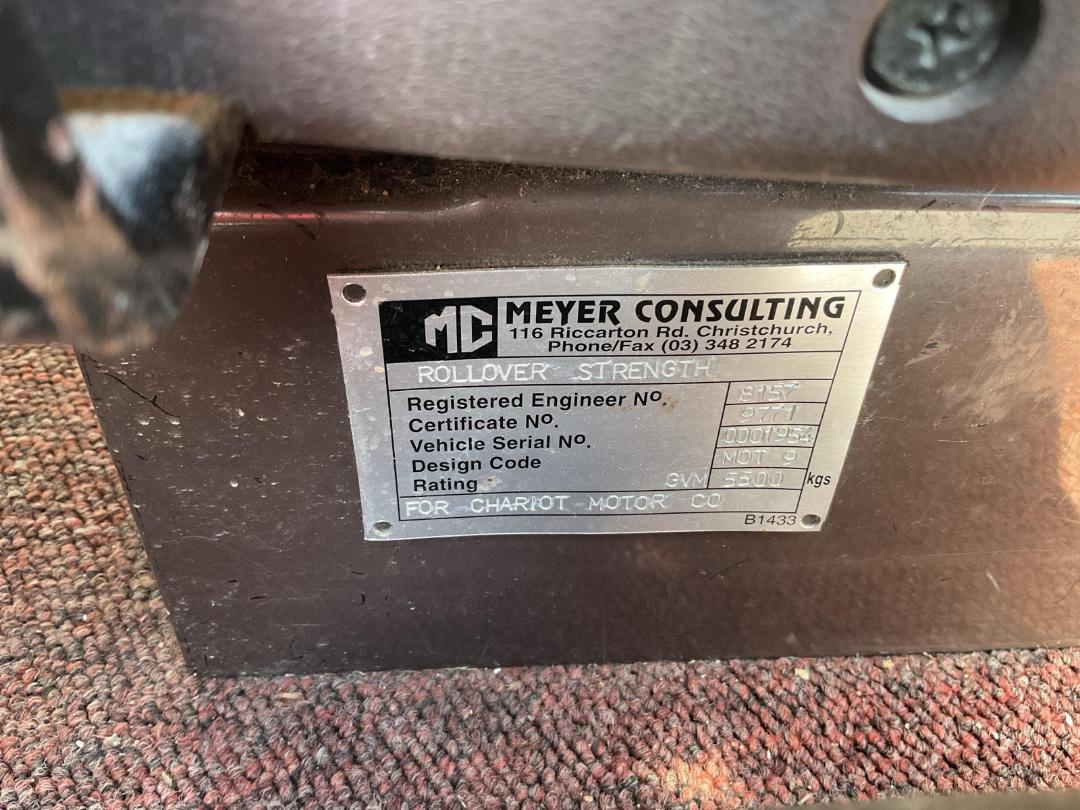 MC MEYER CONSULTING
116 Riccarton Rd. Christchurch,
Phone/Fax (03) 348 2174
ROLLOVER STRENGTH
Registered Engineer No. 8157
Certificate No. 9771
Vehicle Serial No. 0001954
Design Code MOT 9
Rating GVM 5500 kgs
FOR CHARIOT MOTOR CO
B1433